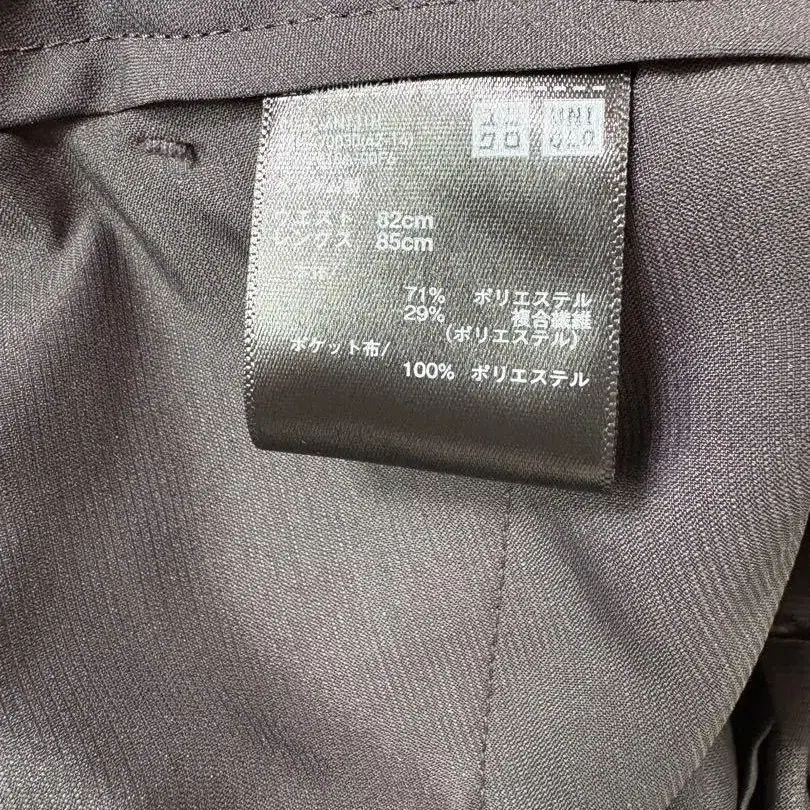 ユニ
クロ
UNI
QLO
ウエスト 82cm
レングス 85cm
71% ポリエステル
29% 複合繊維
(ポリエステル)
ポケット布/
100% ポリエステル